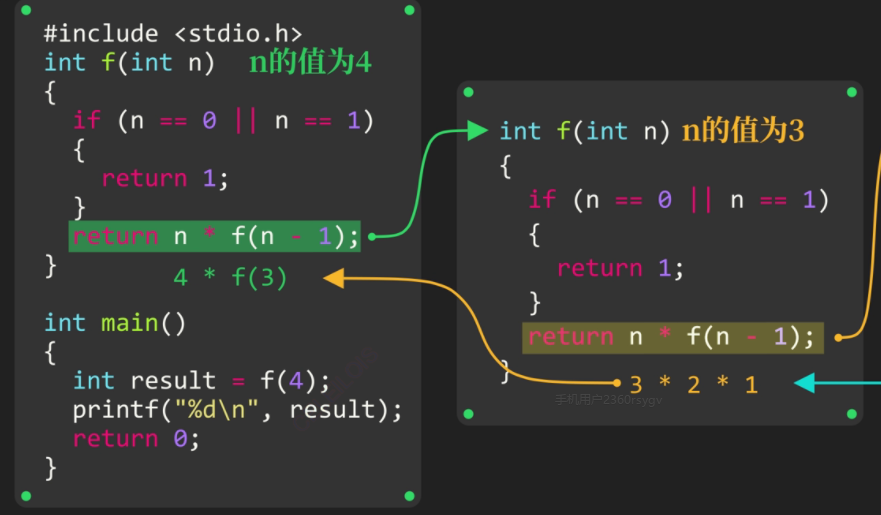 #include <stdio.h>
int f(int n) n的值为4
{
if (n == 0 || n == 1)
{
return 1;
}
return n * f(n - 1);
}
4 * f(3)
int main()
{
int result = f(4);
printf("%d\n", result);
return 0;
}
int f(int n) n的值为3
{
if (n == 0 || n == 1)
{
return 1;
}
return n * f(n - 1);
}
3 * 2 * 1
手机用户2360rsygv